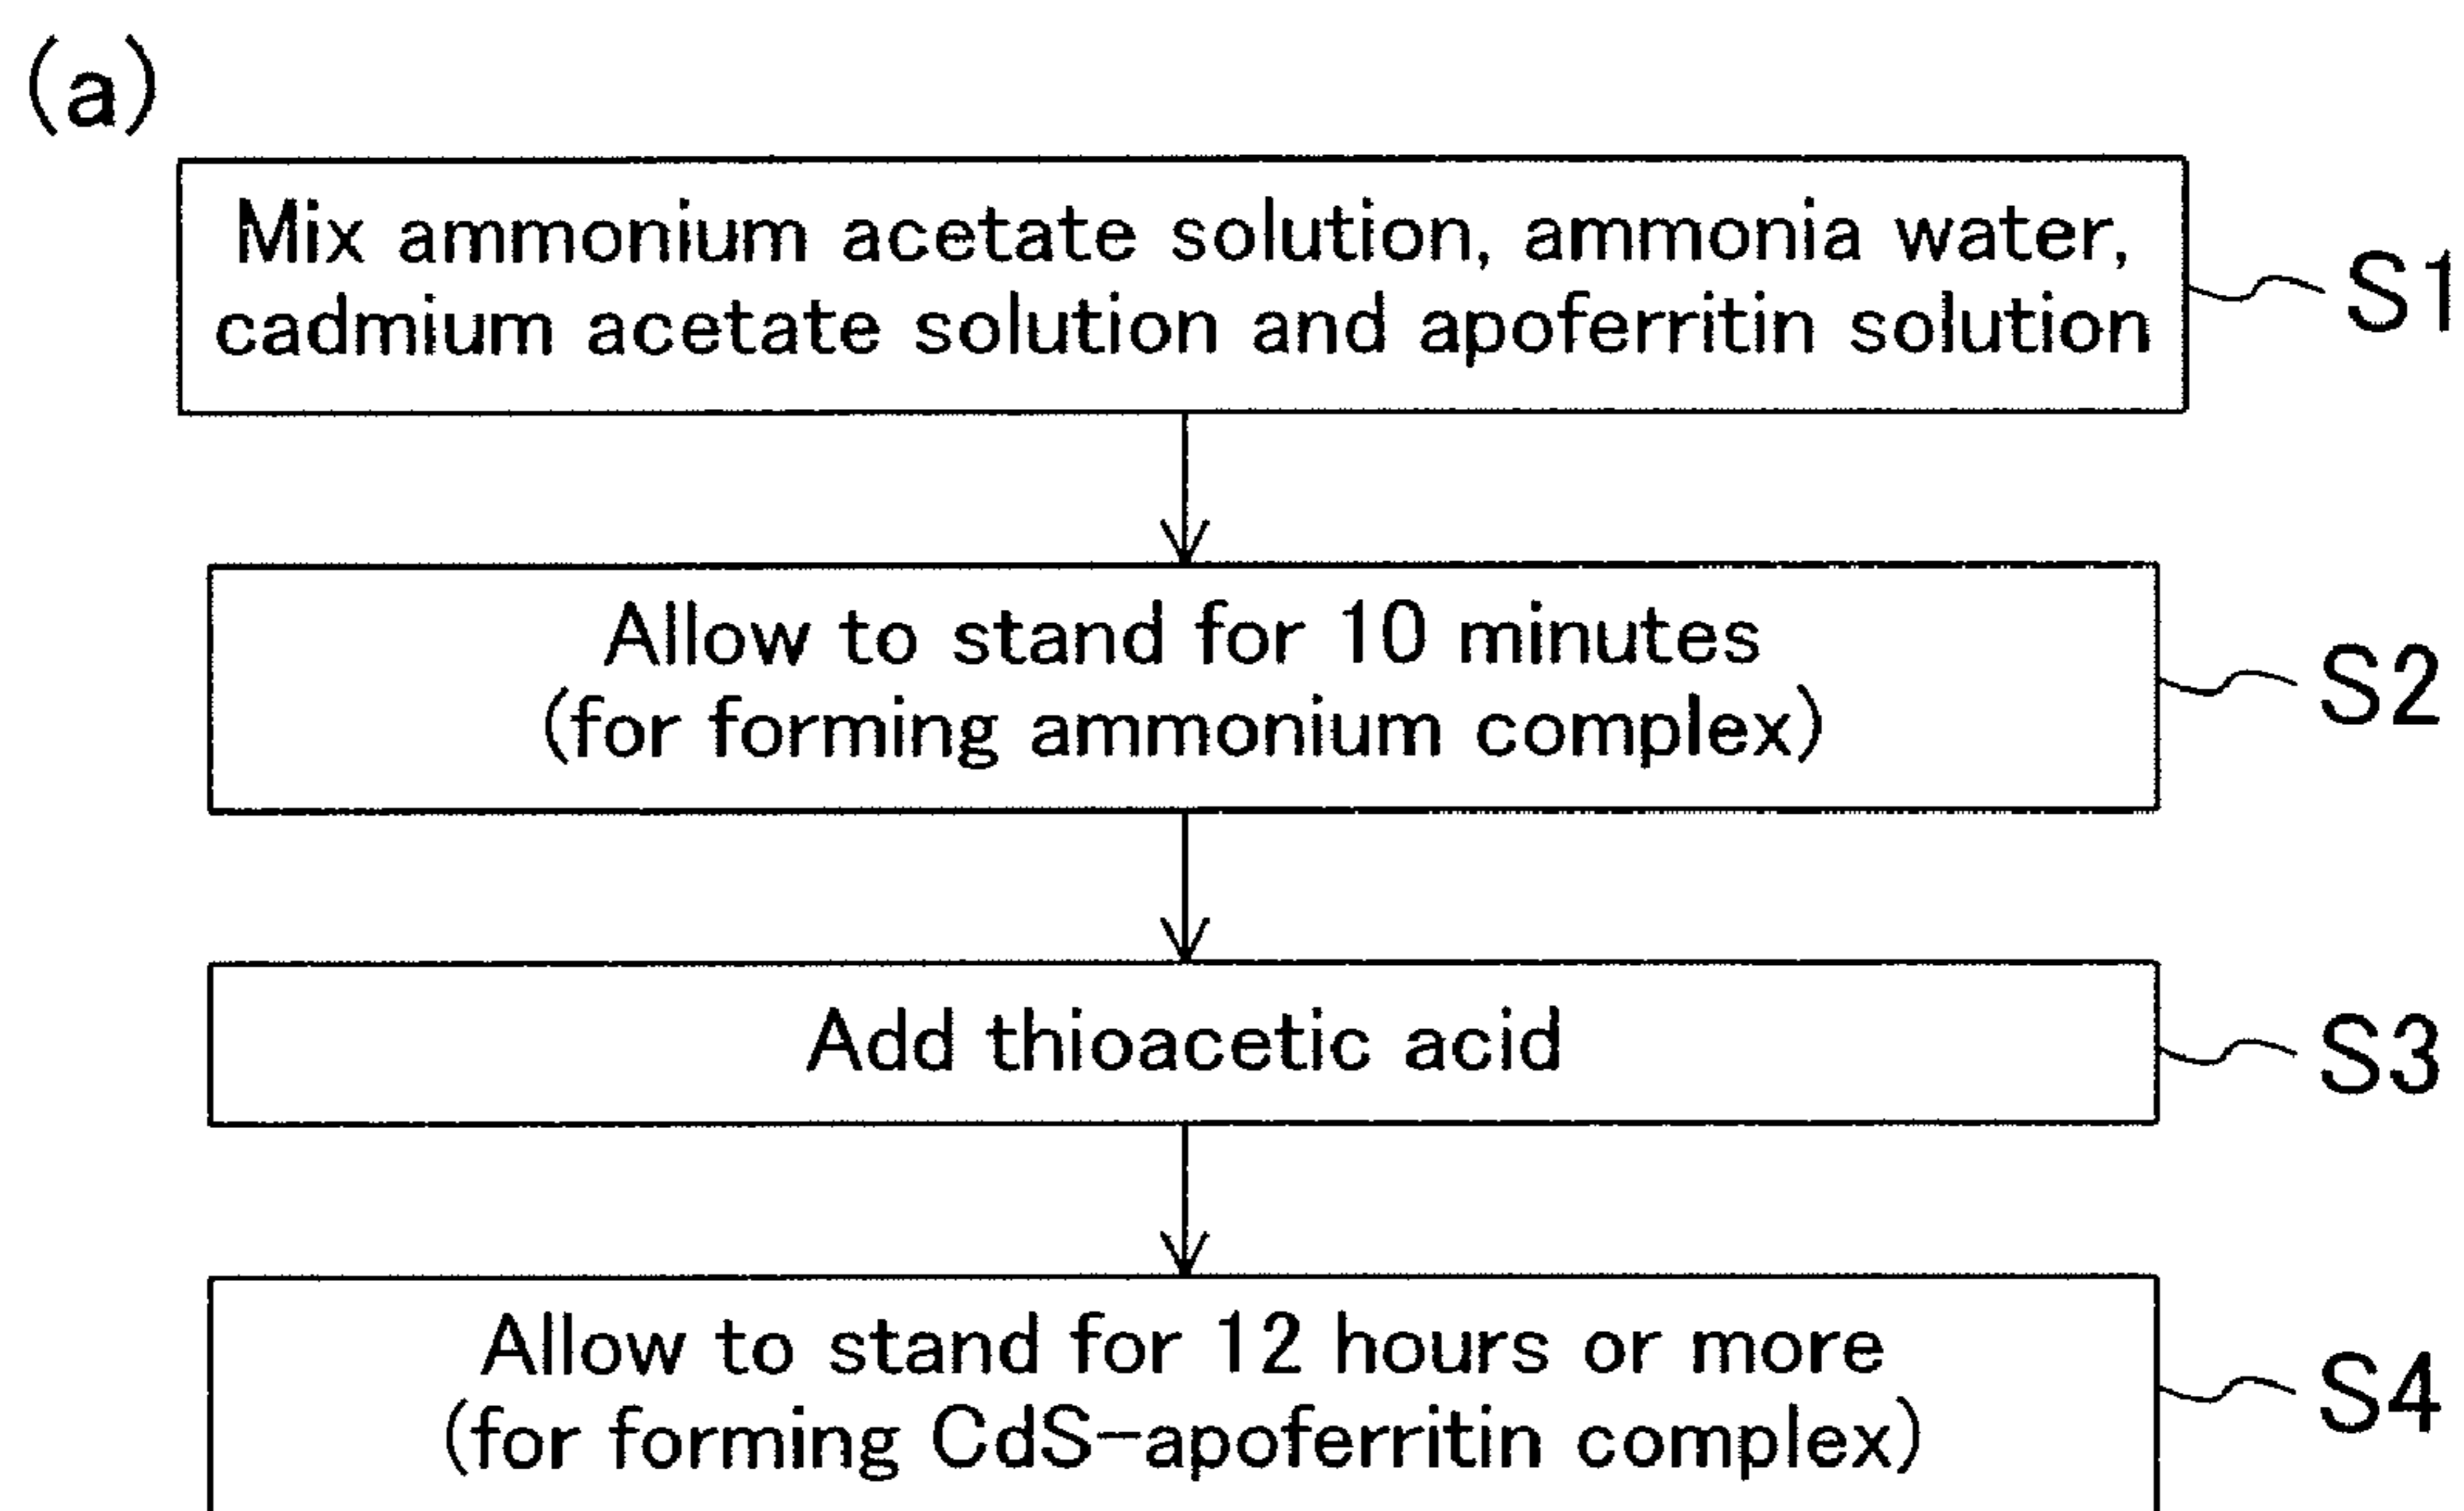 (a)
Mix ammonium acetate solution, ammonia water,
cadmium acetate solution and apoferritin solution
S1
Allow to stand for 10 minutes
(for forming ammonium complex)
S2
Add thioacetic acid
S3
Allow to stand for 12 hours or more
(for forming CdS-apoferritin complex)
S4